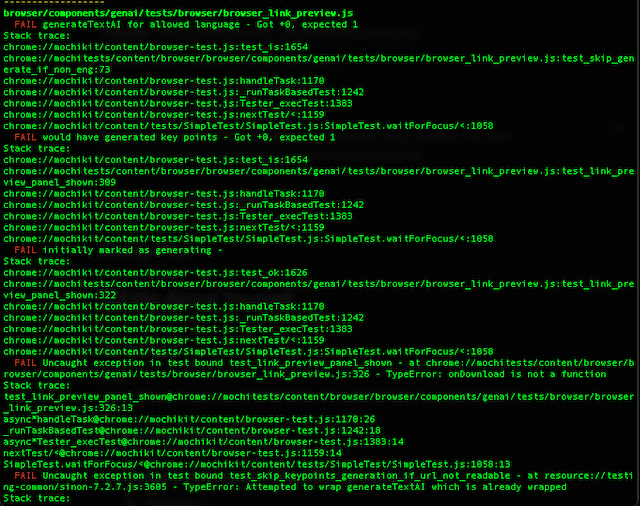 --------------------
browser/components/genai/tests/browser/browser_link_preview.js
FAIL generateTextAI for allowed language - Got +0, expected 1
Stack trace:
chrome://mochikit/content/browser-test.js:test_is:1654
chrome://mochitests/content/browser/browser/components/genai/tests/browser/browser_link_preview.js:test_skip_gen
erate_if_non_eng:73
chrome://mochikit/content/browser-test.js:handleTask:1170
chrome://mochikit/content/browser-test.js:_runTaskBasedTest:1242
chrome://mochikit/content/browser-test.js:Tester_execTest:1383
chrome://mochikit/content/browser-test.js:nextTest/<:1159
chrome://mochikit/content/tests/SimpleTest/SimpleTest.js:SimpleTest.waitForFocus/<:1058
FAIL would have generated key points - Got +0, expected 1
Stack trace:
chrome://mochikit/content/browser-test.js:test_is:1654
chrome://mochitests/content/browser/browser/components/genai/tests/browser/browser_link_preview.js:test_link_pre
view_panel_shown:309
chrome://mochikit/content/browser-test.js:handleTask:1170
chrome://mochikit/content/browser-test.js:_runTaskBasedTest:1242
chrome://mochikit/content/browser-test.js:Tester_execTest:1383
chrome://mochikit/content/browser-test.js:nextTest/<:1159
chrome://mochikit/content/tests/SimpleTest/SimpleTest.js:SimpleTest.waitForFocus/<:1058
FAIL initially marked as generating -
Stack trace:
chrome://mochikit/content/browser-test.js:test_ok:1626
chrome://mochitests/content/browser/browser/components/genai/tests/browser/browser_link_preview.js:test_link_pre
view_panel_shown:322
chrome://mochikit/content/browser-test.js:handleTask:1170
chrome://mochikit/content/browser-test.js:_runTaskBasedTest:1242
chrome://mochikit/content/browser-test.js:Tester_execTest:1383
chrome://mochikit/content/browser-test.js:nextTest/<:1159
chrome://mochikit/content/tests/SimpleTest/SimpleTest.js:SimpleTest.waitForFocus/<:1058
FAIL Uncaught exception in test bound test_link_preview_panel_shown - at chrome://mochitests/content/browser/b
rowser/components/genai/tests/browser/browser_link_preview.js:326 - TypeError: onDownload is not a function
Stack trace:
test_link_preview_panel_shown@chrome://mochitests/content/browser/browser/components/genai/tests/browser/browser
_link_preview.js:326:13
async*handleTask@chrome://mochikit/content/browser-test.js:1170:26
_runTaskBasedTest@chrome://mochikit/content/browser-test.js:1242:18
async*Tester_execTest@chrome://mochikit/content/browser-test.js:1383:14
nextTest/<@chrome://mochikit/content/browser-test.js:1159:14
SimpleTest.waitForFocus/<@chrome://mochikit/content/tests/SimpleTest/SimpleTest.js:1058:13
FAIL Uncaught exception in test bound test_skip_keypoints_generation_if_url_not_readable - at resource://testi
ng-common/sinon-7.2.7.js:3605 - TypeError: Attempted to wrap generateTextAI which is already wrapped
Stack trace: